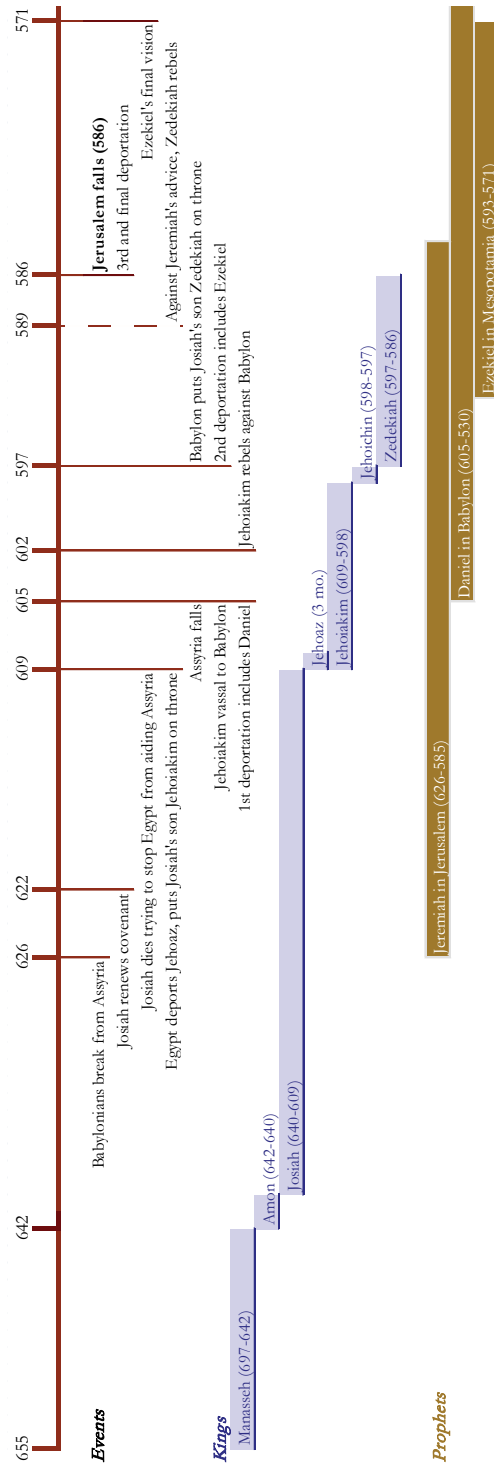 655
642
626
622
609
605
602
597
589
586
571
Events
Babylonians break from Assyria
Josiah renews covenant
Josiah dies trying to stop Egypt from aiding Assyria
Egypt deports Jehoaz, puts Josiah's son Jehoiakim on throne
Assyria falls
Jehoiakim vassal to Babylon
1st deportation includes Daniel
Jehoiakim rebels against Babylon
Babylon puts Josiah's son Zedekiah on throne
2nd deportation includes Ezekiel
Against Jeremiah's advice, Zedekiah rebels
Jerusalem falls (586)
3rd and final deportation
Ezekiel's final vision
Kings
Manasseh (697-642)
Amon (642-640)
Josiah (640-609)
Jehoaz (3 mo.)
Jehoiakim (609-598)
Jehoichin (598-597)
Zedekiah (597-586)
Prophets
Jeremiah in Jerusalem (626-585)
Daniel in Babylon (605-530)
Ezekiel in Mesopotamia (593-571)